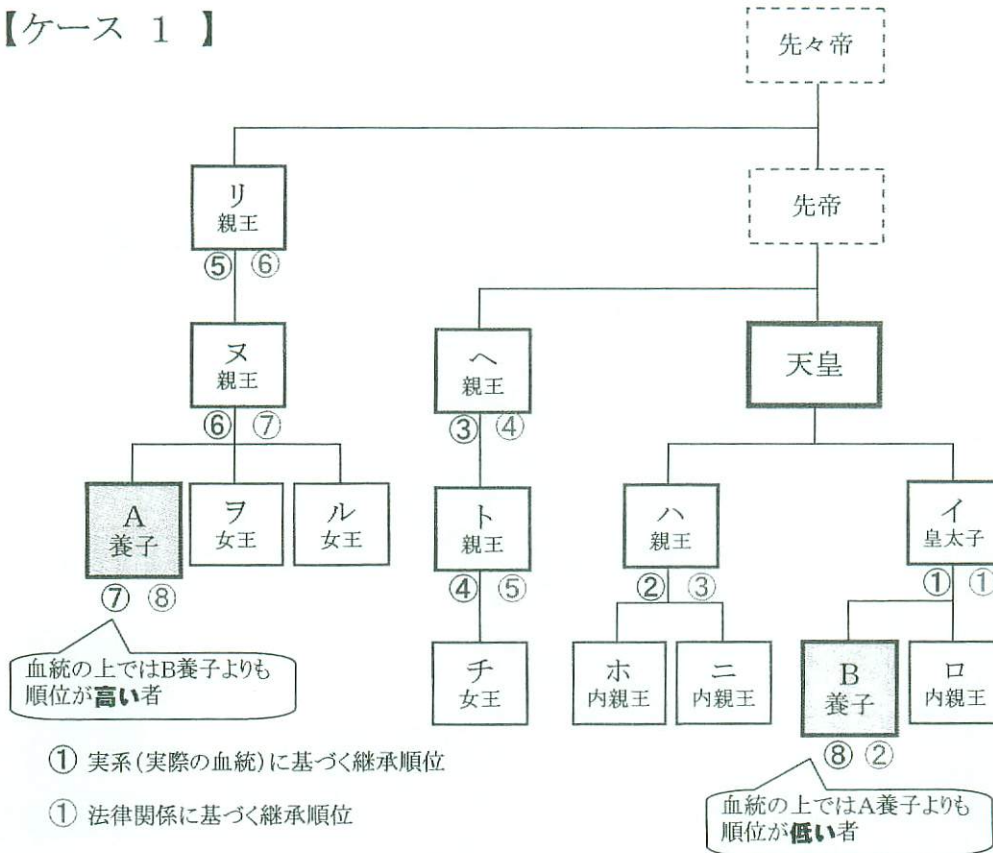 【ケース 1 】
先々帝
先帝
リ
親王
⑤ ⑥
ヌ
親王
⑥ ⑦
ヘ
親王
③ ④
天皇
A
養子
⑦ ⑧
ヲ
女王
ル
女王
ト
親王
④ ⑤
ハ
親王
② ③
イ
皇太子
① ①
チ
女王
ホ
内親王
ニ
内親王
B
養子
⑧ ②
ロ
内親王
血統の上ではB養子よりも
順位が高い者
① 実系(実際の血統)に基づく継承順位
① 法律関係に基づく継承順位
血統の上ではA養子よりも
順位が低い者